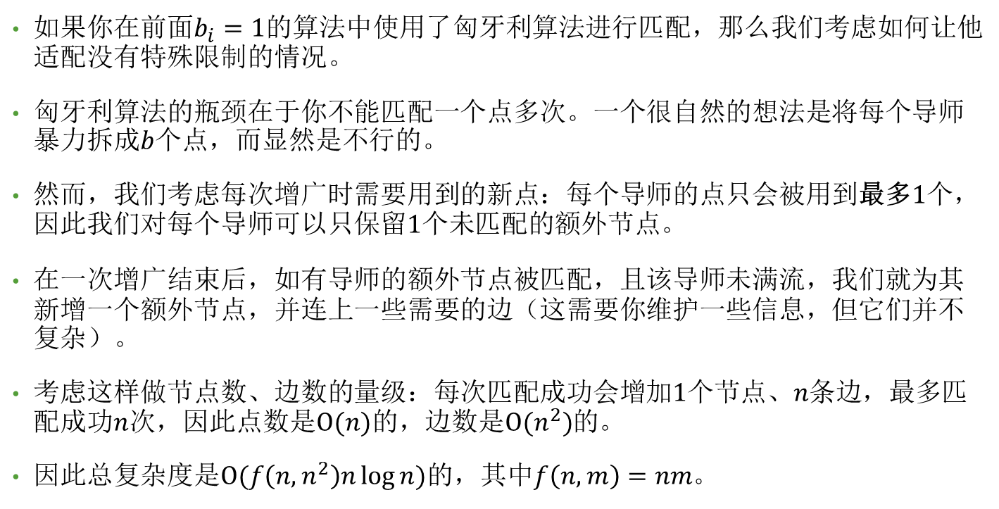 • 如果你在前面b_i = 1的算法中使用了匈牙利算法进行匹配，那么我们考虑如何让他
适配没有特殊限制的情况。
• 匈牙利算法的瓶颈在于你不能匹配一个点多次。一个很自然的想法是将每个导师
暴力拆成b个点，而显然是不行的。
• 然而，我们考虑每次增广时需要用到的新点：每个导师的点只会被用到最多1个，
因此我们对每个导师可以只保留1个未匹配的额外节点。
• 在一次增广结束后，如有导师的额外节点被匹配，且该导师未满流，我们就为其
新增一个额外节点，并连上一些需要的边（这需要你维护一些信息，但它们并不
复杂）。
• 考虑这样做节点数、边数的量级：每次匹配成功会增加1个节点、n条边，最多匹
配成功n次，因此点数是O(n)的，边数是O(n²)的。
• 因此总复杂度是O(f(n, n²)n log n)的，其中f(n, m) = nm。